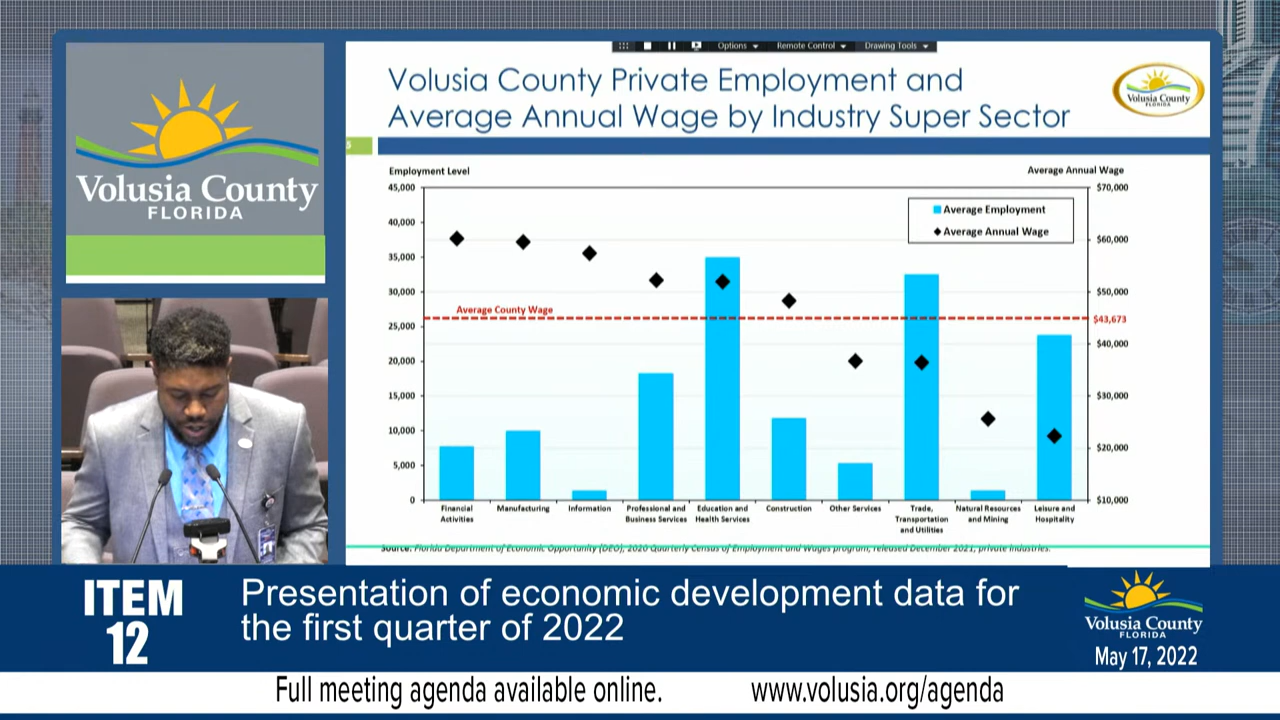 Options
Remote Control
Drawing Tools
Volusia County
FLORIDA
Volusia County Private Employment and
Average Annual Wage by Industry Super Sector
Volusia County
FLORIDA
5
Employment Level
Average Annual Wage
45,000
40,000
35,000
30,000
25,000
20,000
15,000
10,000
5,000
0
$70,000
$60,000
$50,000
$43,673
$40,000
$30,000
$20,000
$10,000
Average Employment
Average Annual Wage
Average County Wage
Financial
Activities
Manufacturing
Information
Professional and
Business Services
Education and
Health Services
Construction
Other Services
Trade,
Transportation
and Utilities
Natural Resources
and Mining
Leisure and
Hospitality
Source: Florida Department of Economic Opportunity (DEO), 2020 Quarterly Census of Employment and Wages program, released December 2021, private industries.
ITEM
12
Presentation of economic development data for
the first quarter of 2022
Volusia County
FLORIDA
May 17, 2022
Full meeting agenda available online.
www.volusia.org/agenda